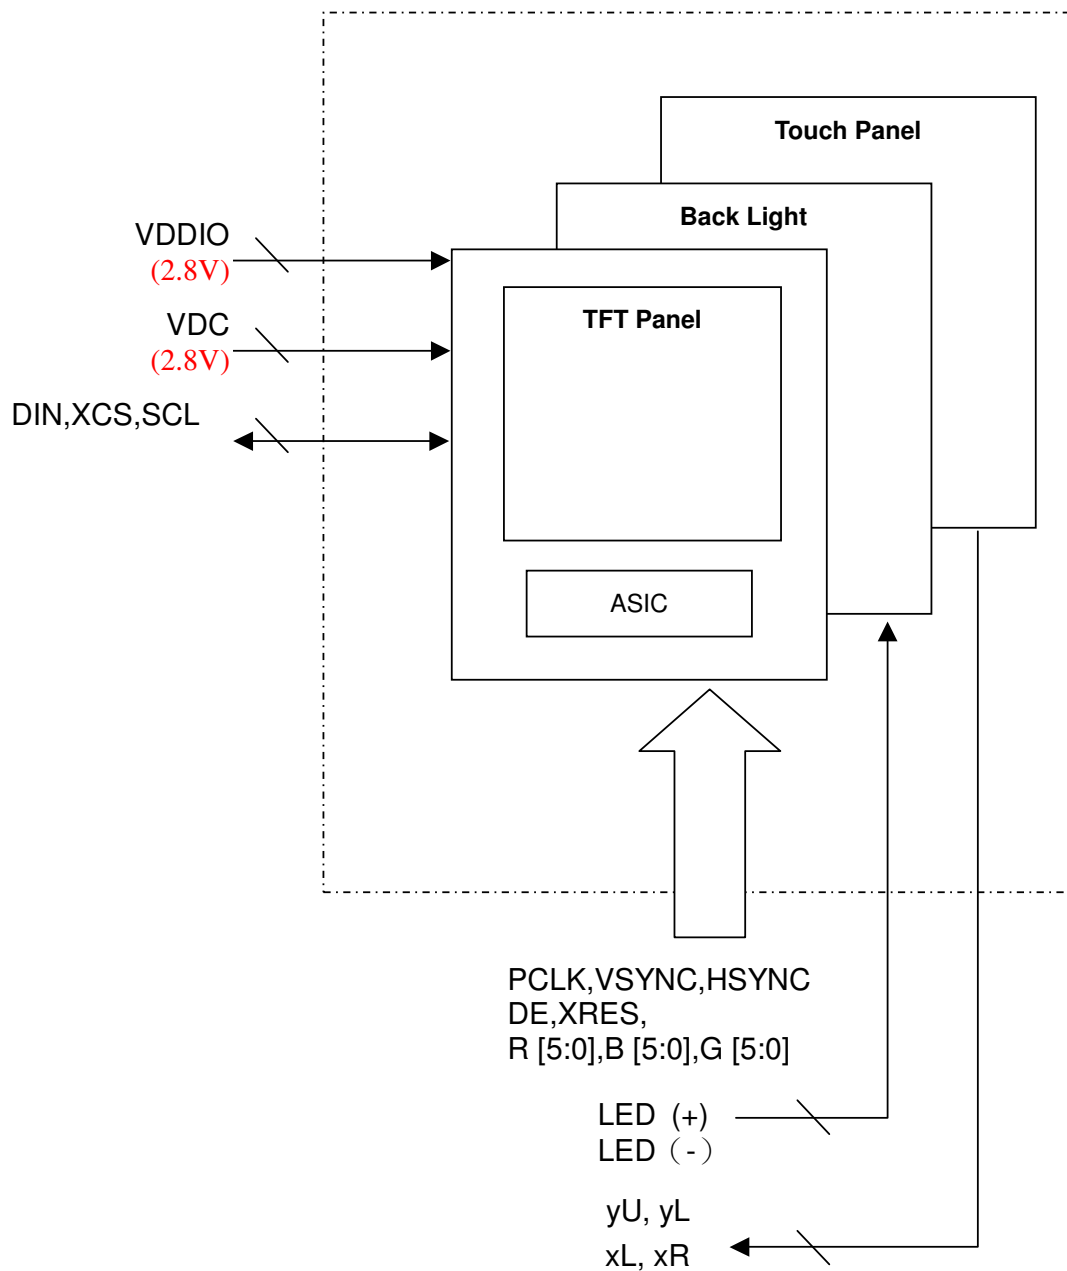 Touch Panel
Back Light
TFT Panel
ASIC
VDDIO
(2.8V)
VDC
(2.8V)
DIN,XCS,SCL
PCLK,VSYNC,HSYNC
DE,XRES,
R [5:0],B [5:0],G [5:0]
LED (+)
LED（-）
yU, yL
xL, xR